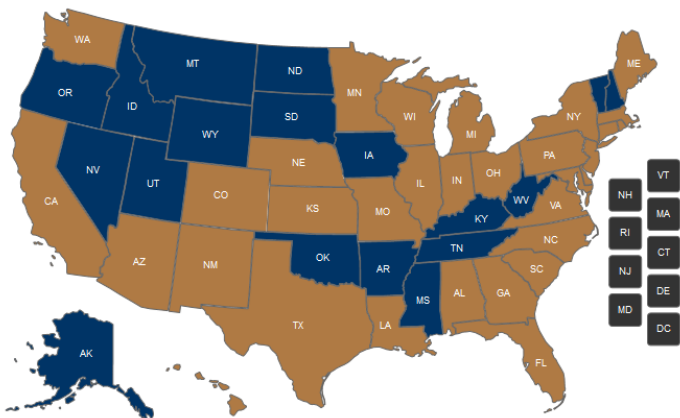 WA
MT
ND
MN
ME
OR
ID
SD
WI
MI
NY
WY
IA
NE
PA
NV
UT
CO
IL
IN
OH
CA
KS
MO
WV
VA
KY
AZ
NM
OK
AR
TN
NC
SC
MS
AL
GA
TX
LA
FL
AK
VT
NH
MA
RI
CT
NJ
DE
MD
DC